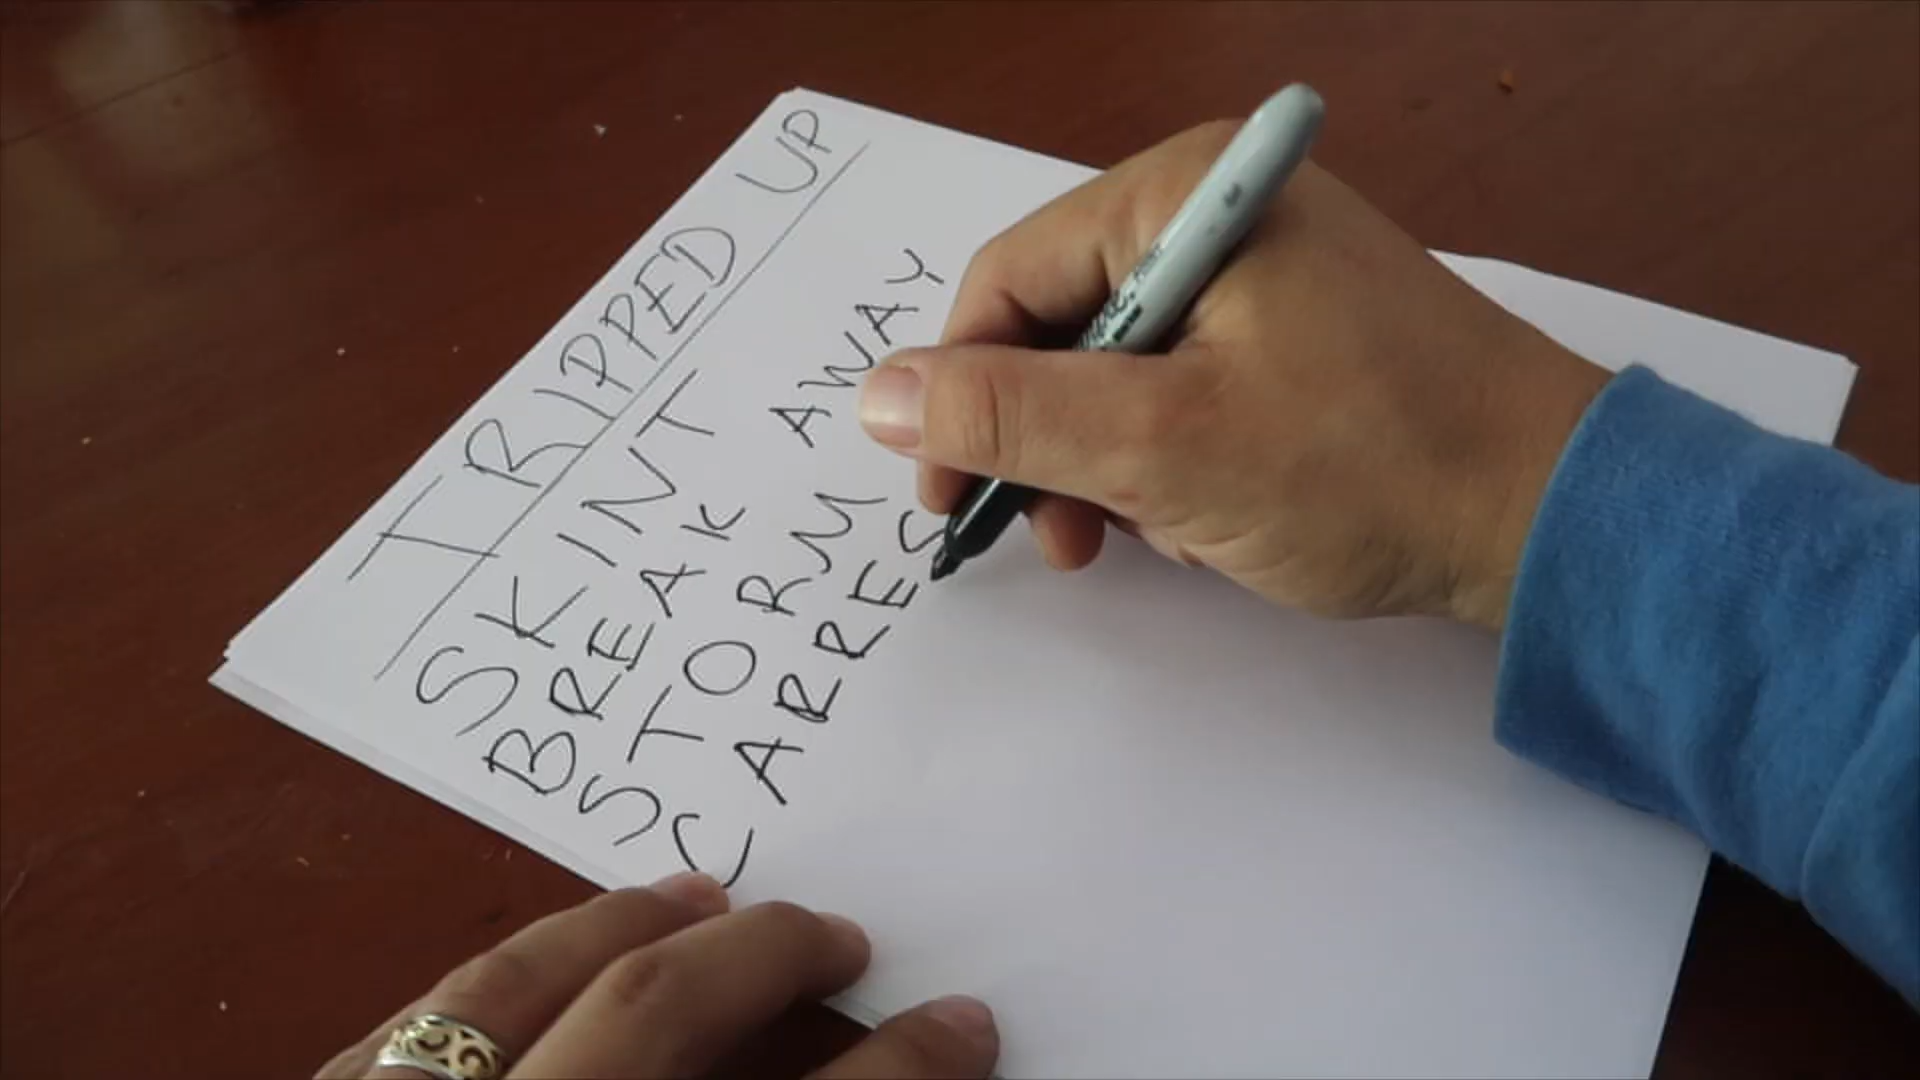 TRIPPED UP
SKINT
BREAK AWAY
STORM
CARRES